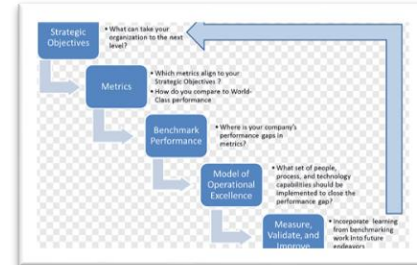 Strategic
Objectives
• What can take your
organization to the next
level?
Metrics
• Which metrics align to your
Strategic Objectives ?
• How do you compare to World-
Class performance
Benchmark
Performance
• Where is your company's
performance gaps in
metrics?
Model of
Operational
Excellence
• What set of people,
process, and technology
capabilities should be
implemented to close the
performance gap?
Measure,
Validate, and
Improve
• Incorporate learning
from benchmarking
work into future
endeavors